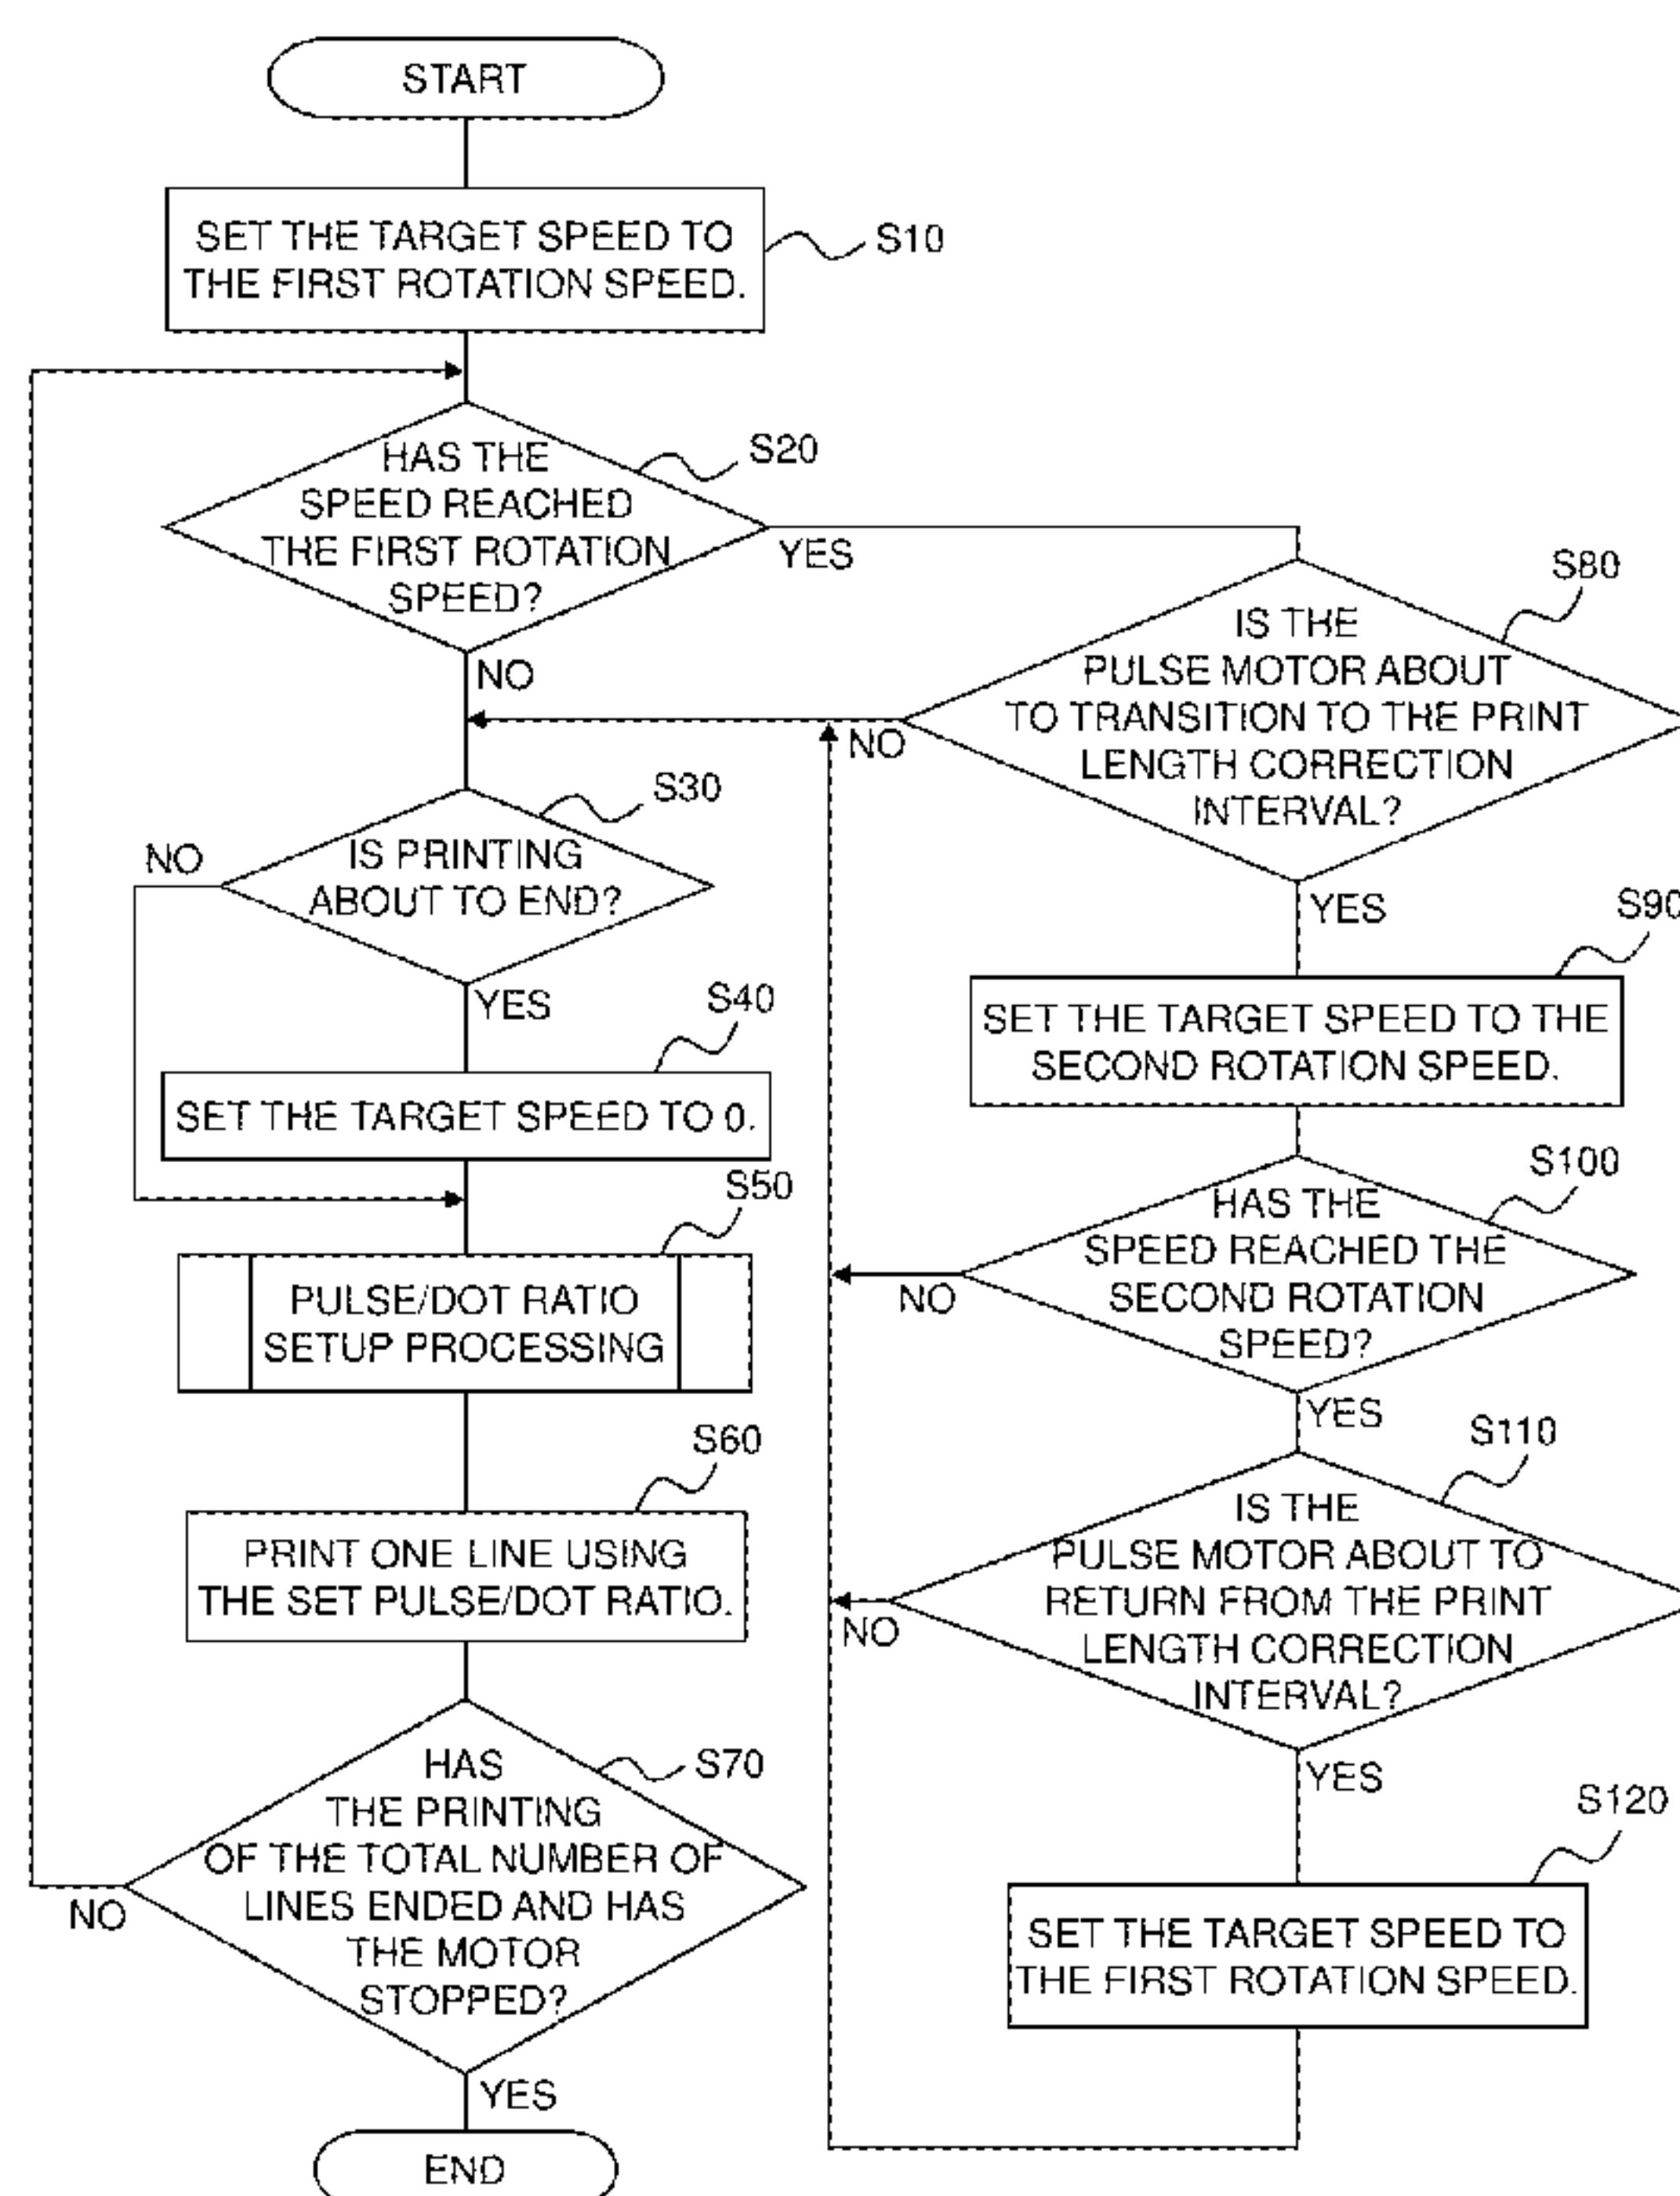 START
SET THE TARGET SPEED TO
THE FIRST ROTATION SPEED.
S10
HAS THE
SPEED REACHED
THE FIRST ROTATION
SPEED?
S20
YES
NO
IS PRINTING
ABOUT TO END?
S30
NO
YES
SET THE TARGET SPEED TO 0.
S40
PULSE/DOT RATIO
SETUP PROCESSING
S50
PRINT ONE LINE USING
THE SET PULSE/DOT RATIO.
S60
HAS
THE PRINTING
OF THE TOTAL NUMBER OF
LINES ENDED AND HAS
THE MOTOR
STOPPED?
S70
NO
YES
END
IS THE
PULSE MOTOR ABOUT
TO TRANSITION TO THE PRINT
LENGTH CORRECTION
INTERVAL?
S80
NO
YES
SET THE TARGET SPEED TO THE
SECOND ROTATION SPEED.
S90
HAS THE
SPEED REACHED THE
SECOND ROTATION
SPEED?
S100
NO
YES
IS THE
PULSE MOTOR ABOUT TO
RETURN FROM THE PRINT
LENGTH CORRECTION
INTERVAL?
S110
NO
YES
SET THE TARGET SPEED TO
THE FIRST ROTATION SPEED.
S120